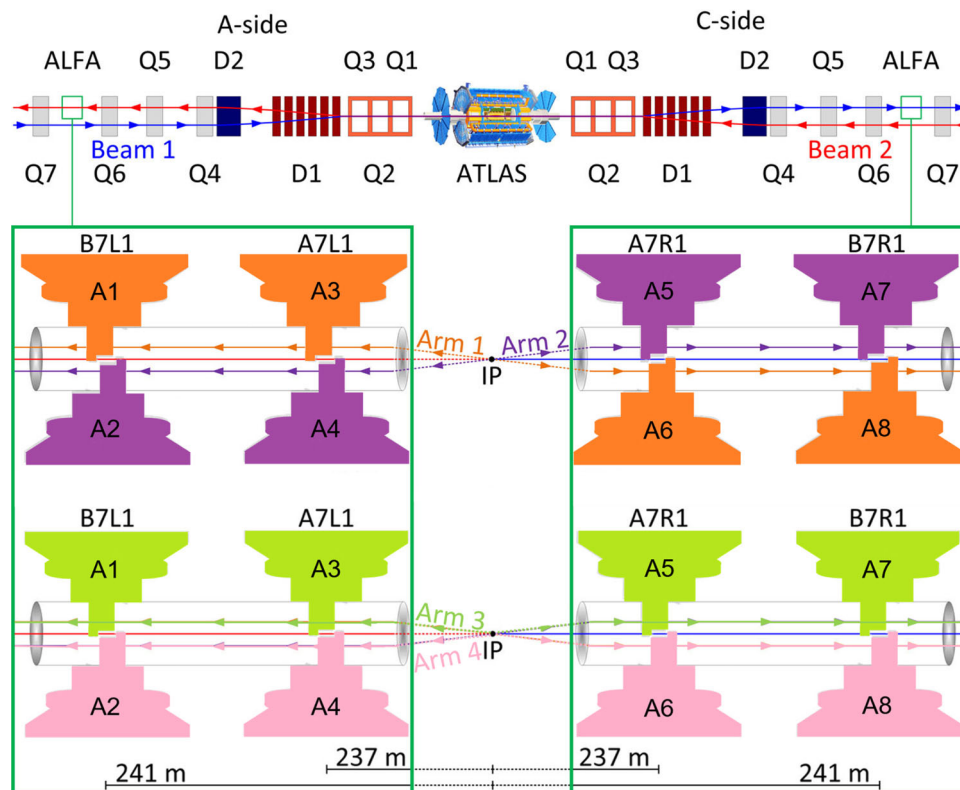 A-side C-side
ALFA Q5 D2 Q3 Q1 Q1 Q3 D2 Q5 ALFA
Beam 1 Beam 2
Q7 Q6 Q4 D1 Q2 ATLAS Q2 D1 Q4 Q6 Q7
B7L1 A7L1 A7R1 B7R1
A1 A3 A5 A7
Arm 1 Arm 2
IP
A2 A4 A6 A8
B7L1 A7L1 A7R1 B7R1
A1 A3 A5 A7
Arm 3
Arm 4 IP
A2 A4 A6 A8
237 m 237 m
241 m 241 m